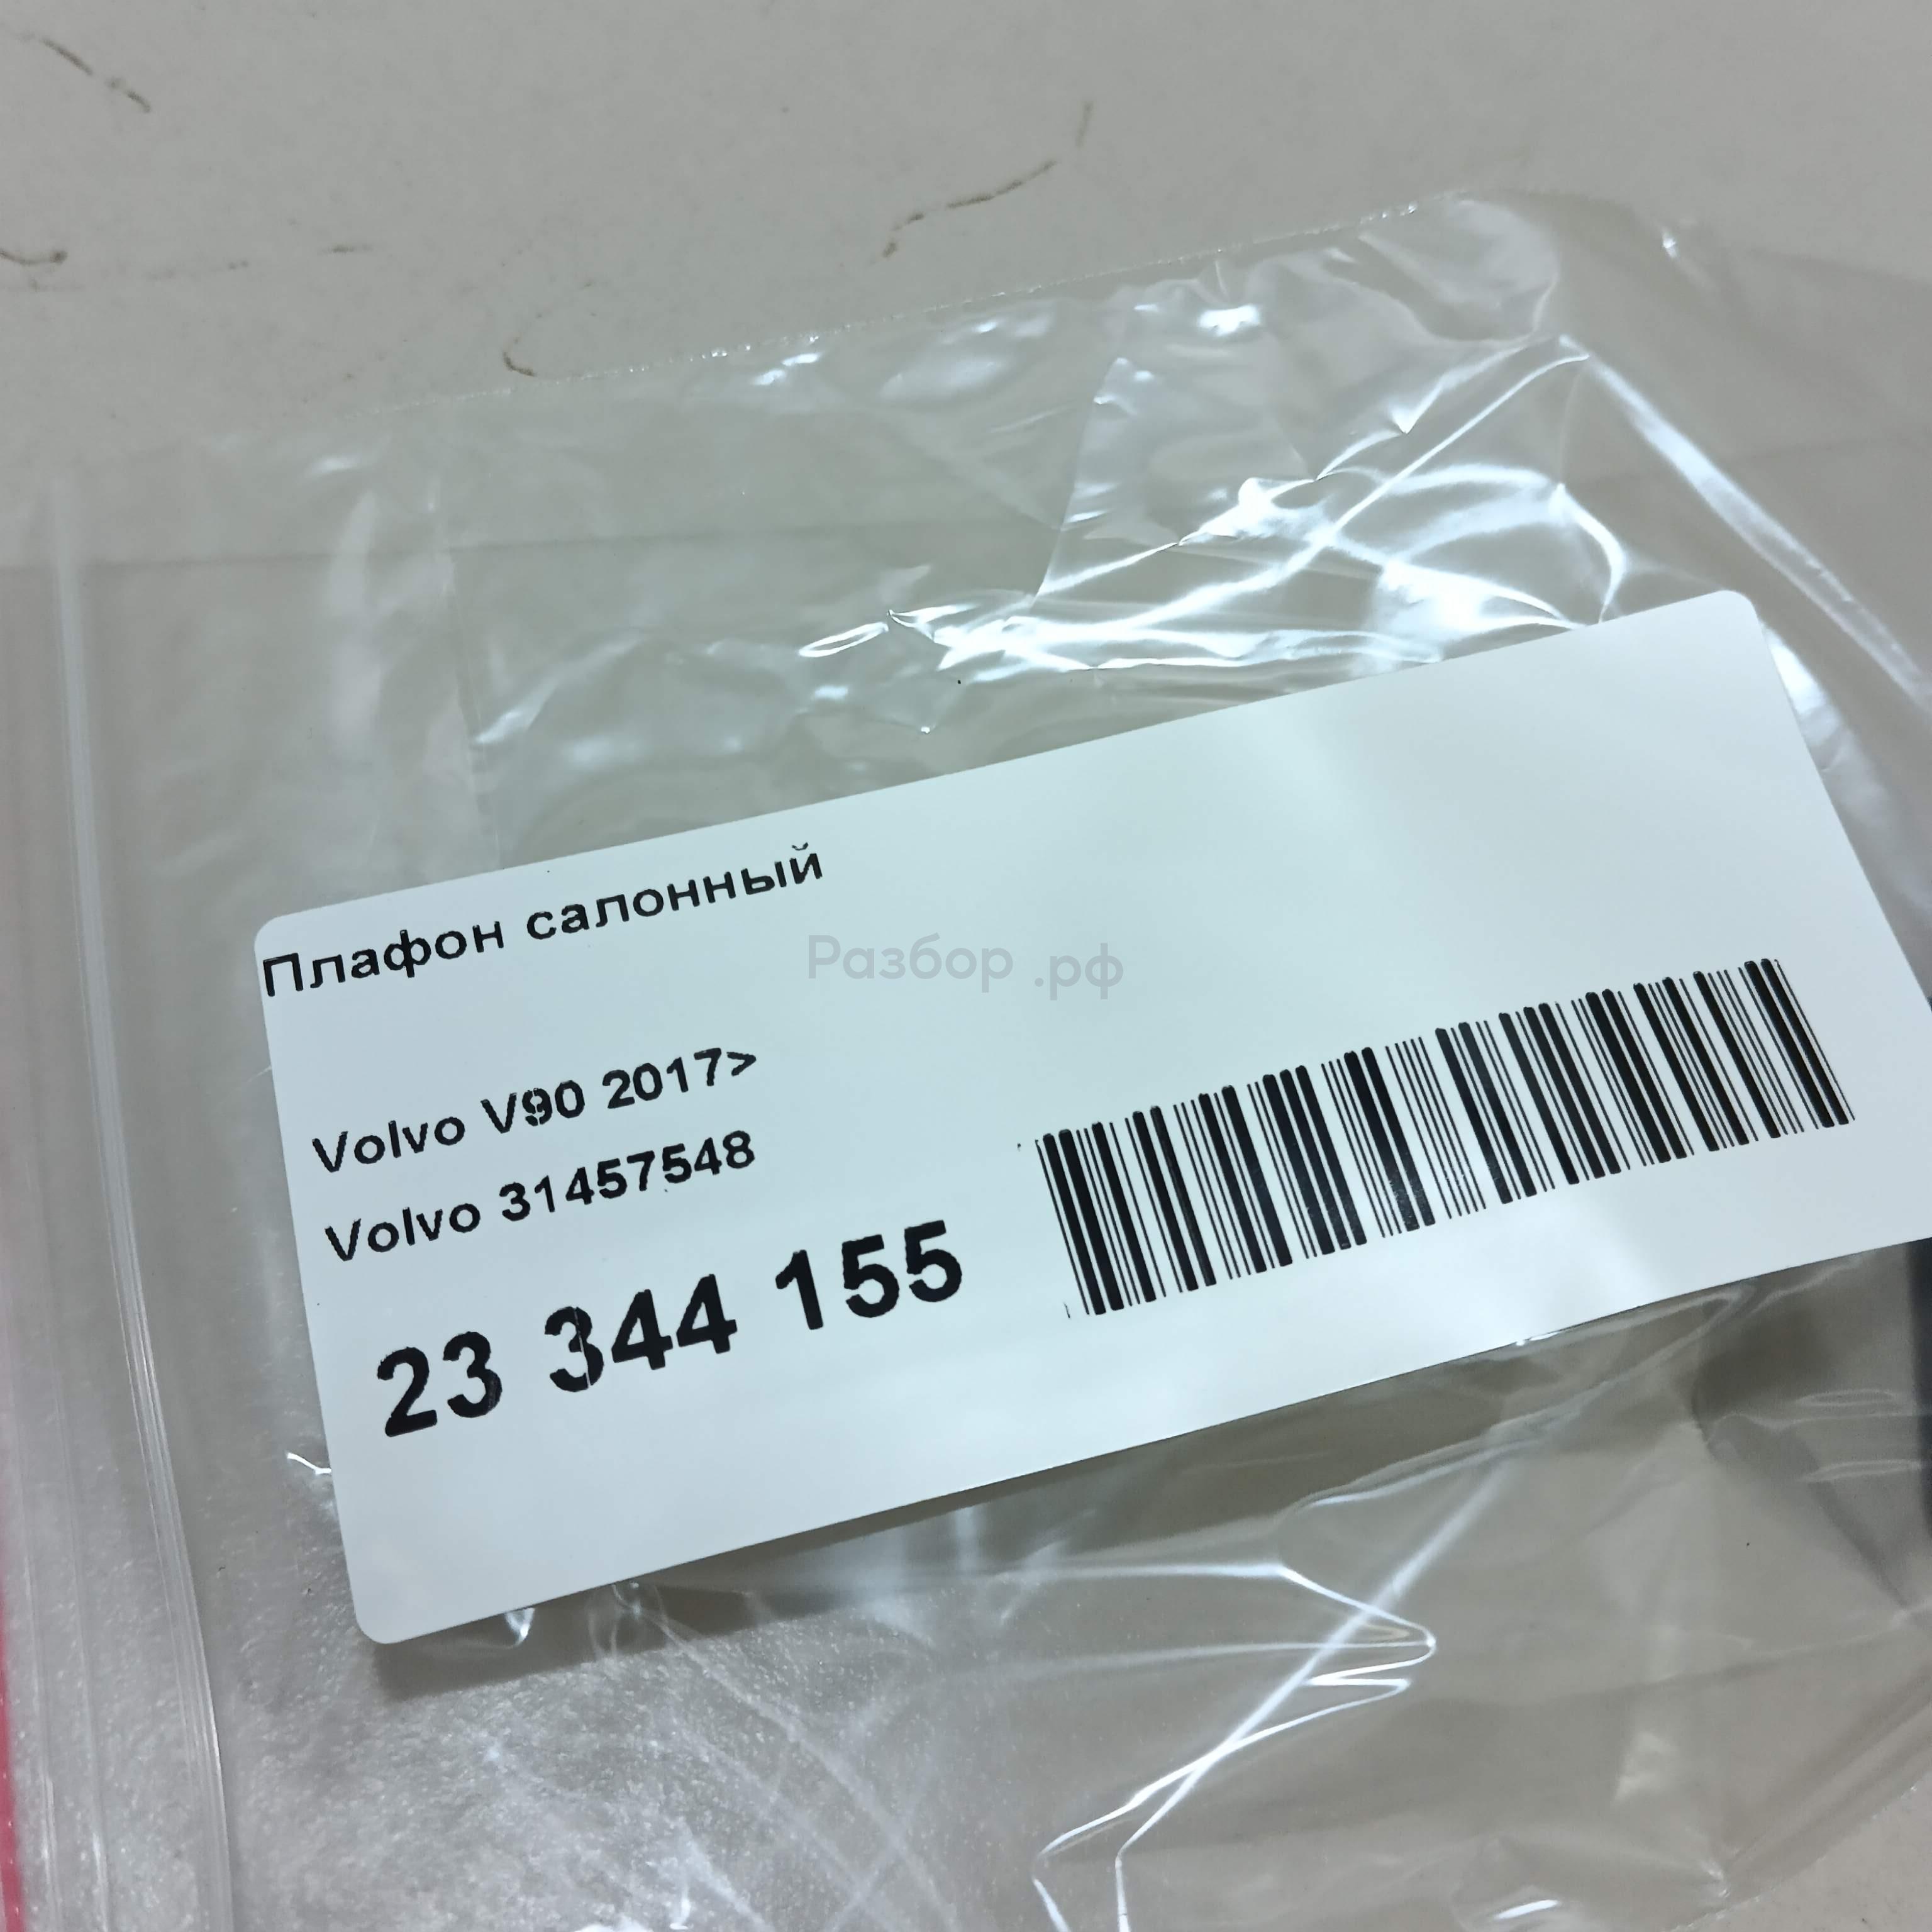 Плафон салонный
Разбор.рф
Volvo V90 2017>
Volvo 31457548
23 344 155